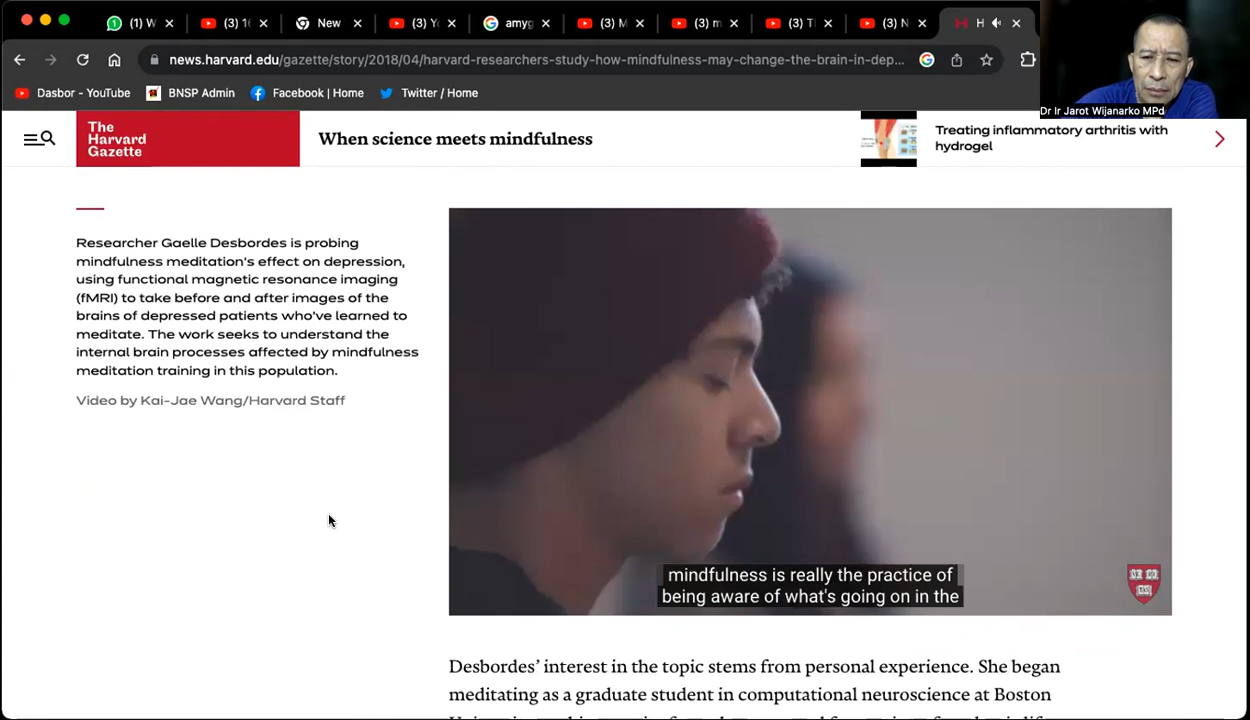 (1) W
(3) 1
(3)
New
(3) Y
amyg
(3) M
(3) m
(3) T
(3) N
H
news.harvard.edu/gazette/story/2018/04/harvard-researchers-study-how-mindfulness-may-change-the-brain-in-dep...
Dasbor - YouTube
BNSP Admin
Facebook | Home
Twitter / Home
Dr Ir Jarot Wijanarko MPd
The
Harvard
Gazette
When science meets mindfulness
Treating inflammatory arthritis with
hydrogel
Researcher Gaelle Desbordes is probing
mindfulness meditation's effect on depression,
using functional magnetic resonance imaging
(fMRI) to take before and after images of the
brains of depressed patients who've learned to
meditate. The work seeks to understand the
internal brain processes affected by mindfulness
meditation training in this population.
Video by Kai-Jae Wang/Harvard Staff
mindfulness is really the practice of
being aware of what's going on in the
Desbordes' interest in the topic stems from personal experience. She began
meditating as a graduate student in computational neuroscience at Boston